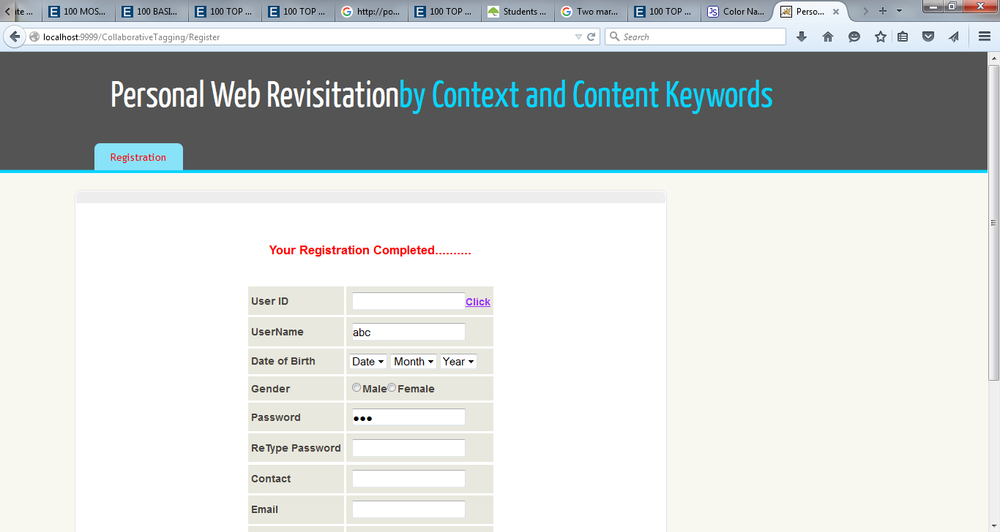 ite ... 100 MOS... 100 BASI... 100 TOP ... 100 TOP ... http://po... 100 TOP ... Students ... Two mar... 100 TOP ... Color Na... Perso...
localhost:9999/CollaborativeTagging/Register Search
Personal Web Revisitationby Context and Content Keywords
Registration
Your Registration Completed..........
User ID Click
UserName abc
Date of Birth Date Month Year
Gender Male Female
Password
ReType Password
Contact
Email